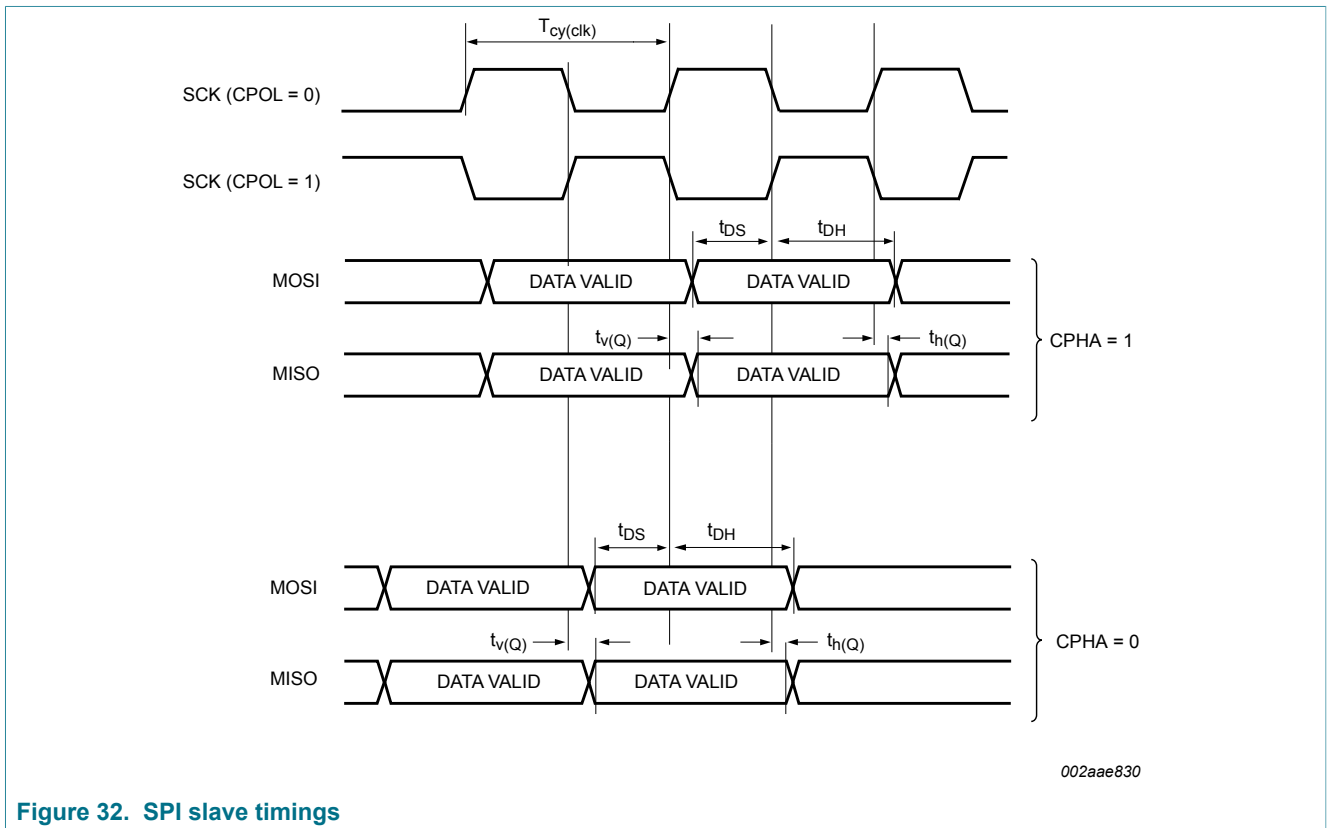 Tcy(clk)
SCK (CPOL = 0)
SCK (CPOL = 1)
tDS
tDH
MOSI
DATA VALID
DATA VALID
tv(Q)
th(Q)
CPHA = 1
MISO
DATA VALID
DATA VALID
tDS
tDH
MOSI
DATA VALID
DATA VALID
tv(Q)
th(Q)
CPHA = 0
MISO
DATA VALID
DATA VALID
002aae830
Figure 32. SPI slave timings